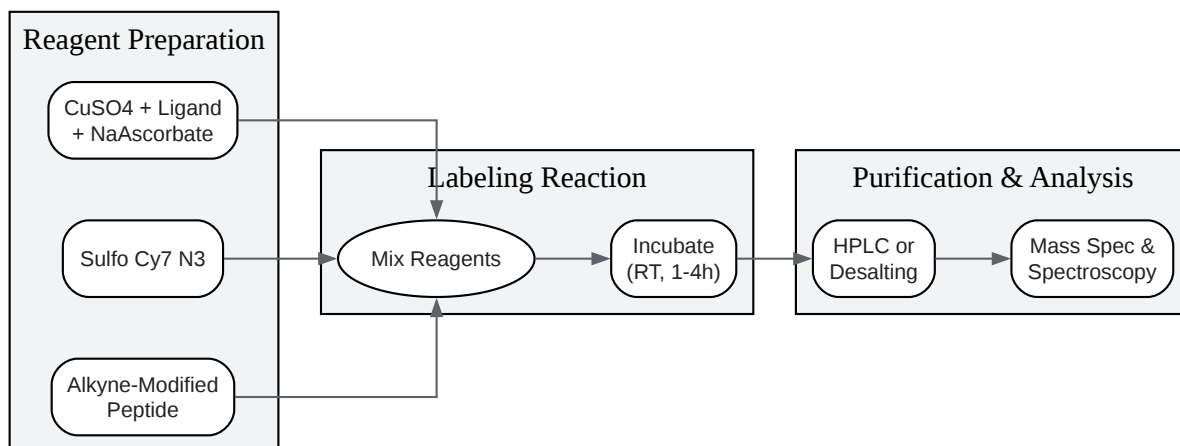 Reagent Preparation
CuSO4 + Ligand
+ NaAscorbate
Sulfo Cy7 N3
Alkyne-Modified
Peptide
Labeling Reaction
Mix Reagents
Incubate
(RT, 1-4h)
Purification & Analysis
HPLC or
Desalting
Mass Spec &
Spectroscopy